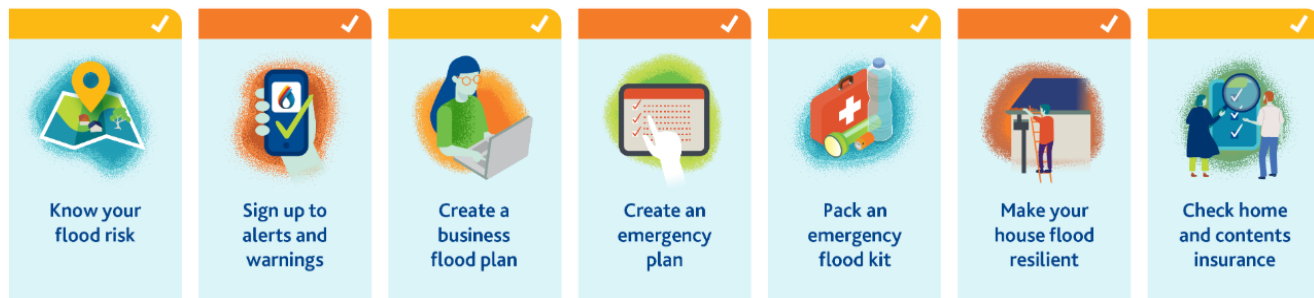 Know your
flood risk
Sign up to
alerts and
warnings
Create a
business
flood plan
Create an
emergency
plan
Pack an
emergency
flood kit
Make your
house flood
resilient
Check home
and contents
insurance